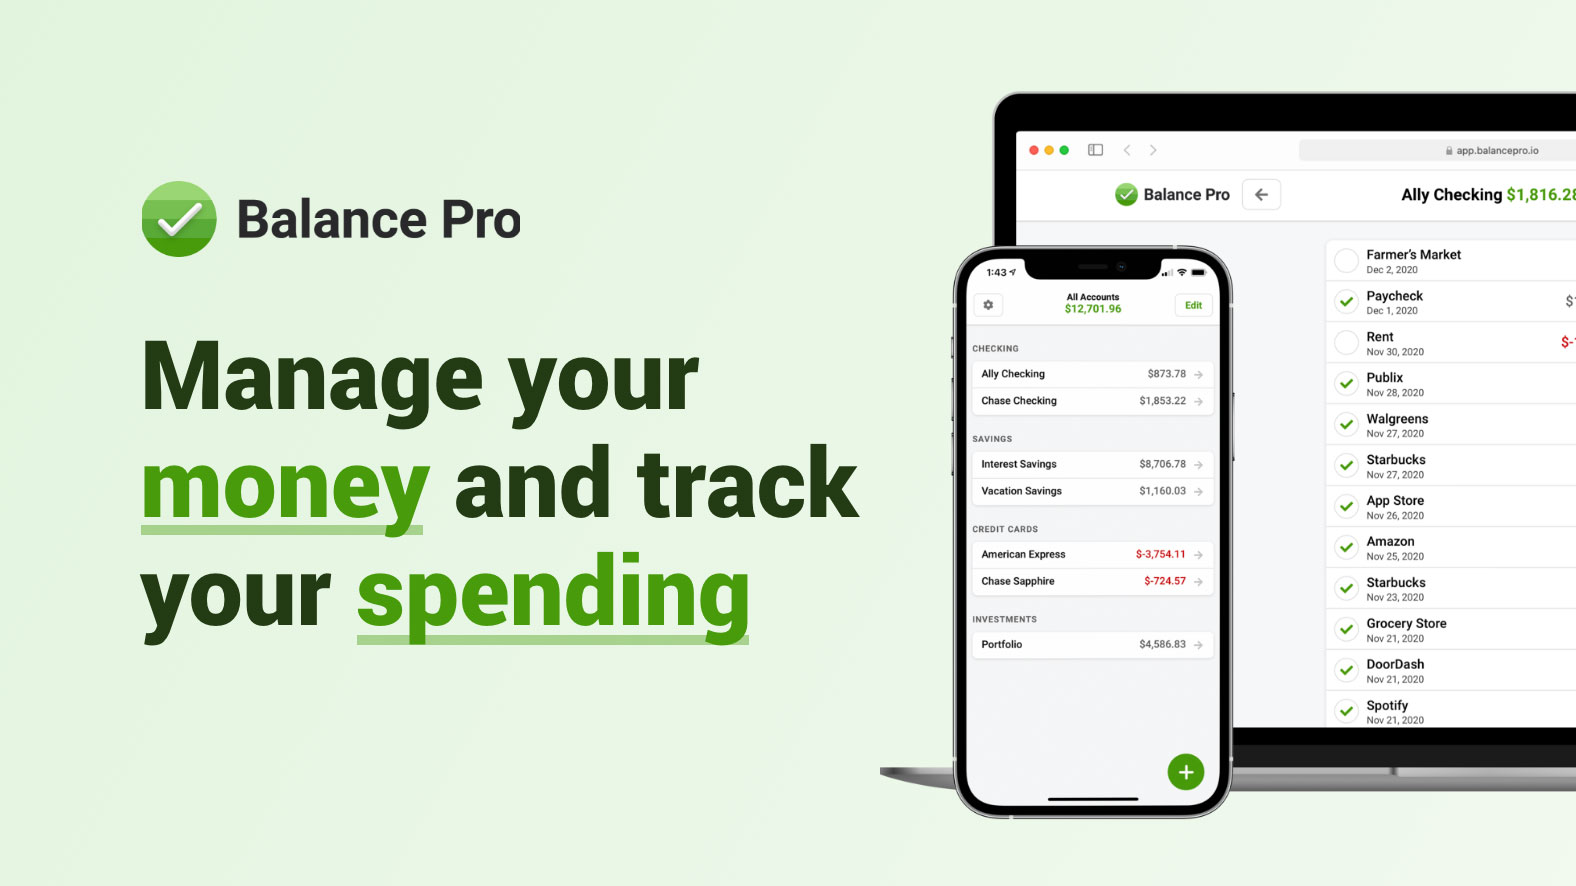 Balance Pro
Manage your
money and track
your spending
1:43
All Accounts
$12,701.96
Edit
CHECKING
Ally Checking $873.78
Chase Checking $1,853.22
SAVINGS
Interest Savings $8,706.78
Vacation Savings $1,160.03
CREDIT CARDS
American Express $-3,754.11
Chase Sapphire $-724.57
INVESTMENTS
Portfolio $4,586.83
app.balancepro.io
Balance Pro
Ally Checking $1,816.28
Farmer's Market
Dec 2, 2020
Paycheck
Dec 1, 2020
Rent
Nov 30, 2020
Publix
Nov 28, 2020
Walgreens
Nov 27, 2020
Starbucks
Nov 27, 2020
App Store
Nov 26, 2020
Amazon
Nov 25, 2020
Starbucks
Nov 23, 2020
Grocery Store
Nov 21, 2020
DoorDash
Nov 21, 2020
Spotify
Nov 21, 2020